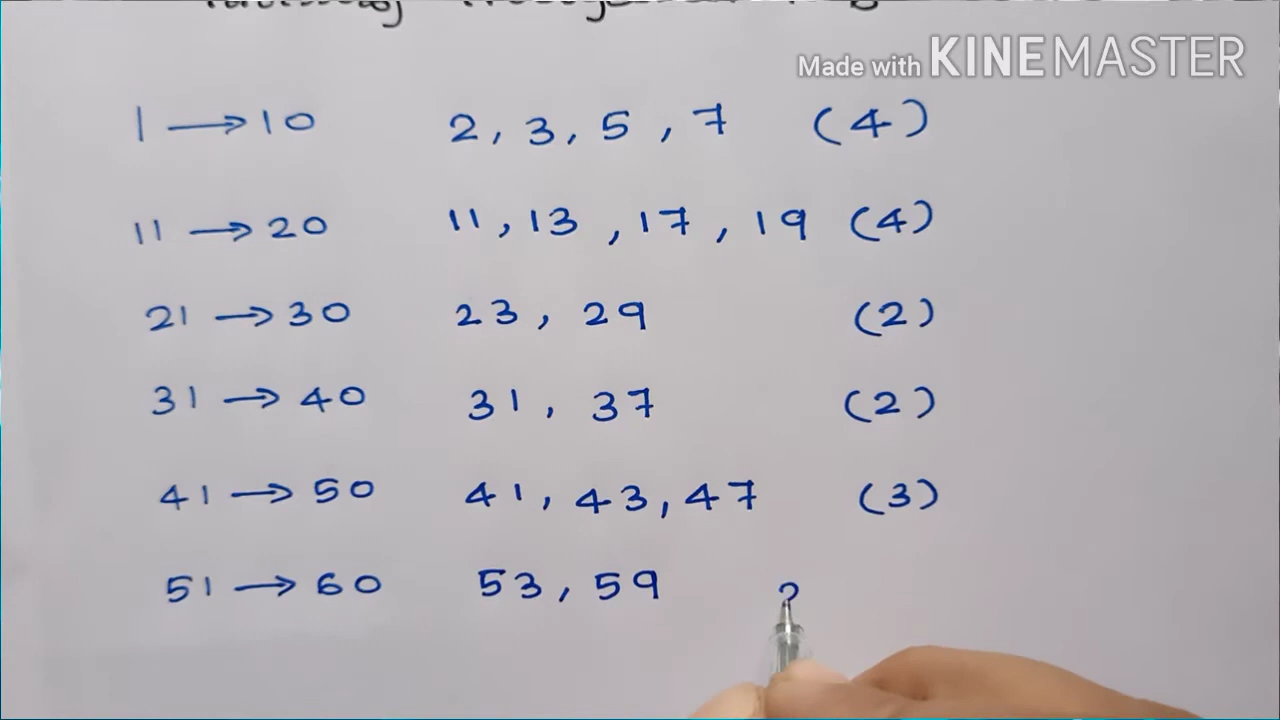 Made with KINEMASTER
1 → 10 2, 3, 5, 7 (4)
11 → 20 11, 13, 17, 19 (4)
21 → 30 23, 29 (2)
31 → 40 31, 37 (2)
41 → 50 41, 43, 47 (3)
51 → 60 53, 59 2